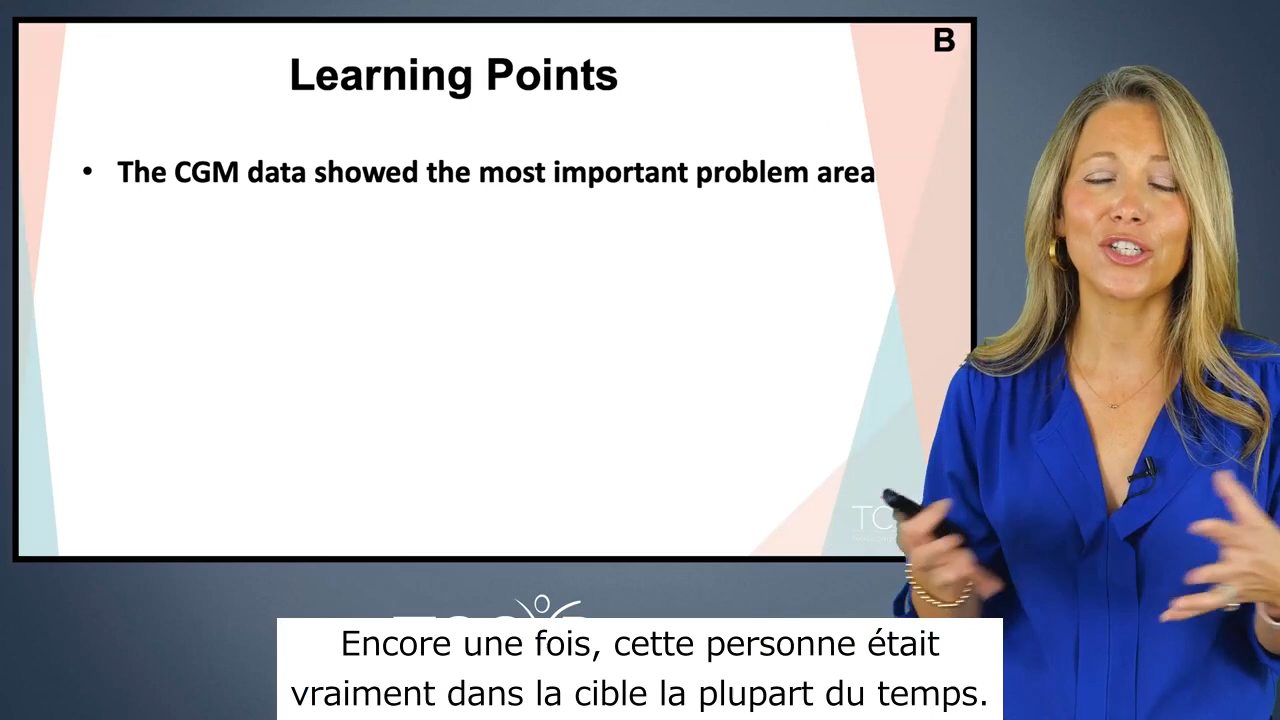 B
Learning Points
• The CGM data showed the most important problem area
TC
Encore une fois, cette personne était
vraiment dans la cible la plupart du temps.